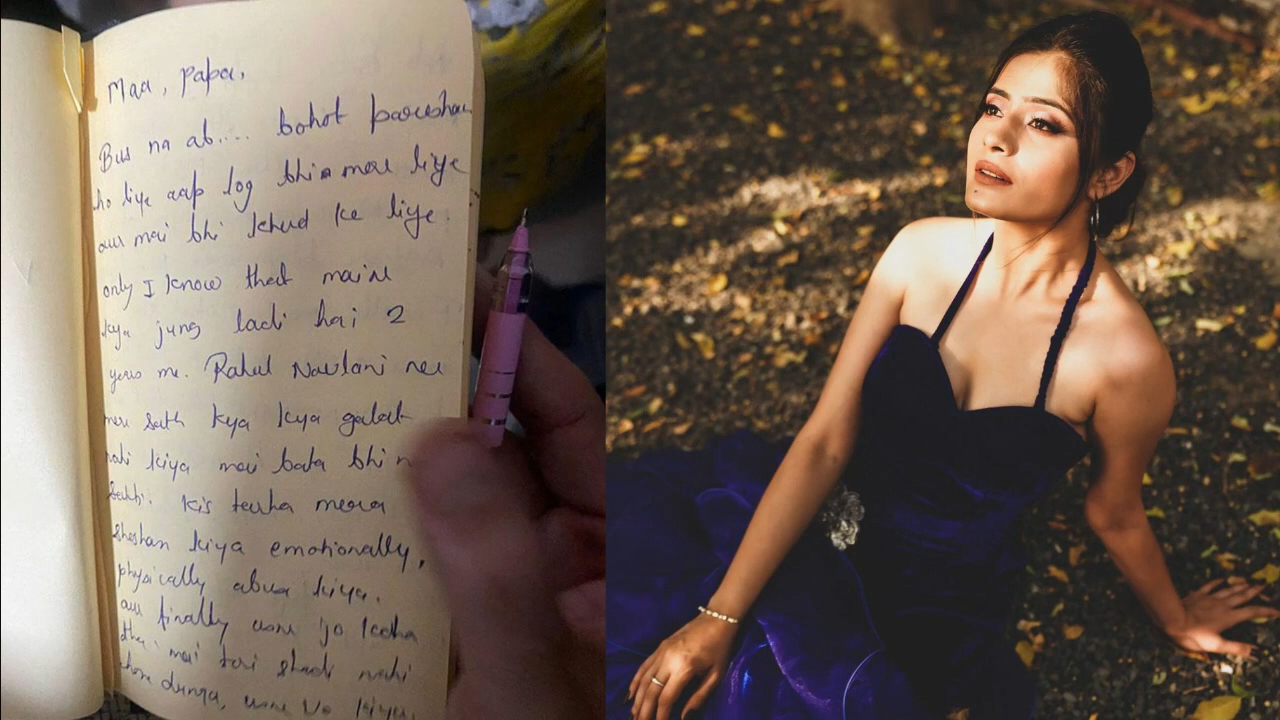 Maa, papa,
Bus na ab.... bohot pareshan
ho liye aap log bhi mere liye
aur mai bhi khud ke liye.
only I know that maine
kya jung ladi hai 2
years me. Rahul Navlani nee
mere sath kya kya galat
nahi kiya mai bata bhi n
Sakti. Kis tarha mera
shoshan kiya emotionally,
physically abuse kiya.
aur finally usne jo kaha
tha mai teri shadi nahi
hone dunga, usne vo kiya.